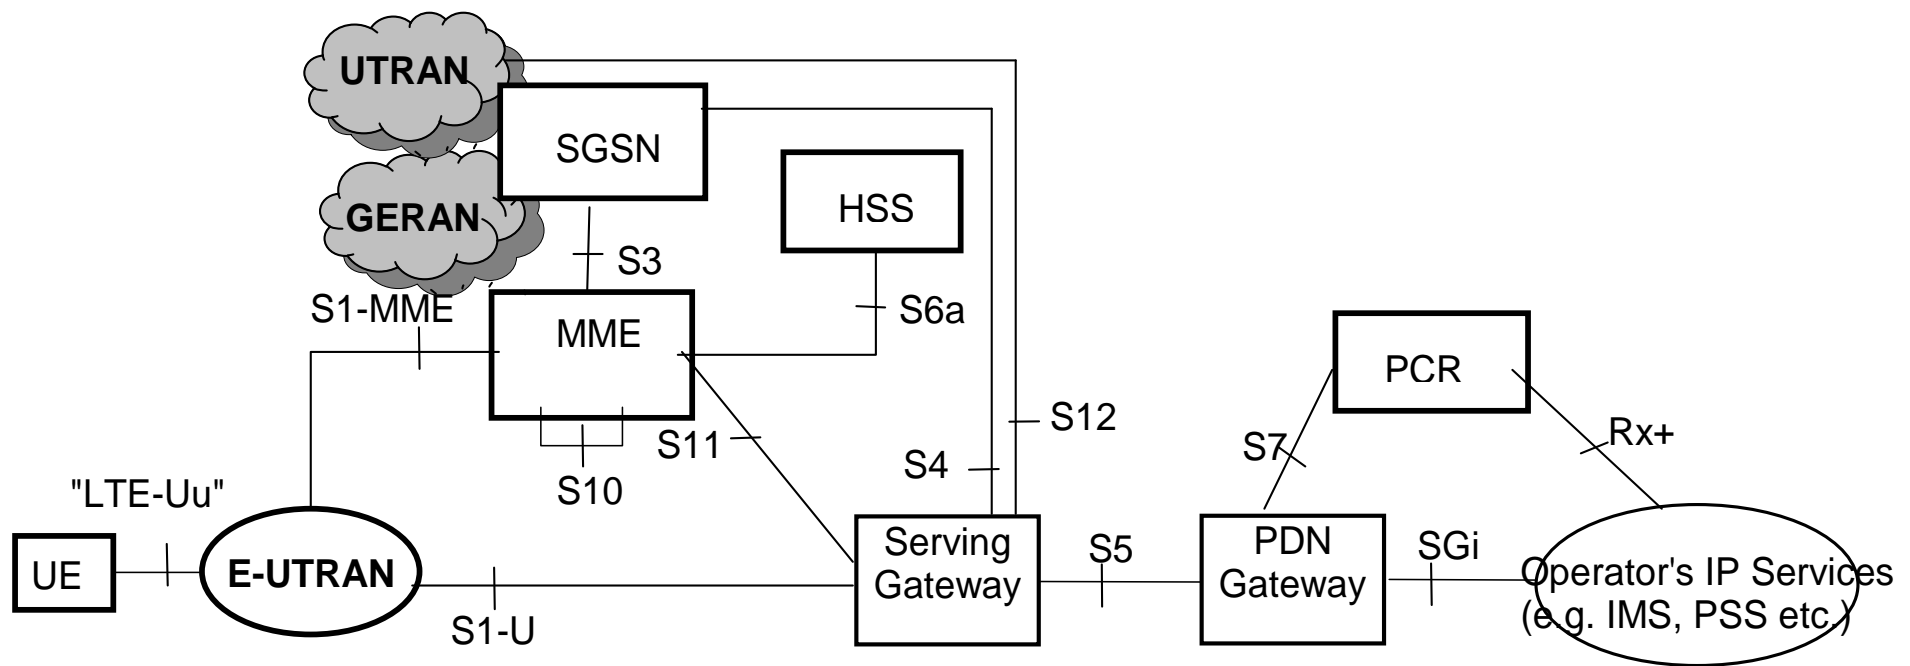 UTRAN
SGSN
HSS
GERAN
S3
S1-MME
S6a
MME
PCR
S12
S11
S7
Rx+
S4
S10
"LTE-Uu"
Serving
Gateway
PDN
Gateway
S5
SGi
UE
E-UTRAN
Operator's IP Services
(e.g. IMS, PSS etc.)
S1-U